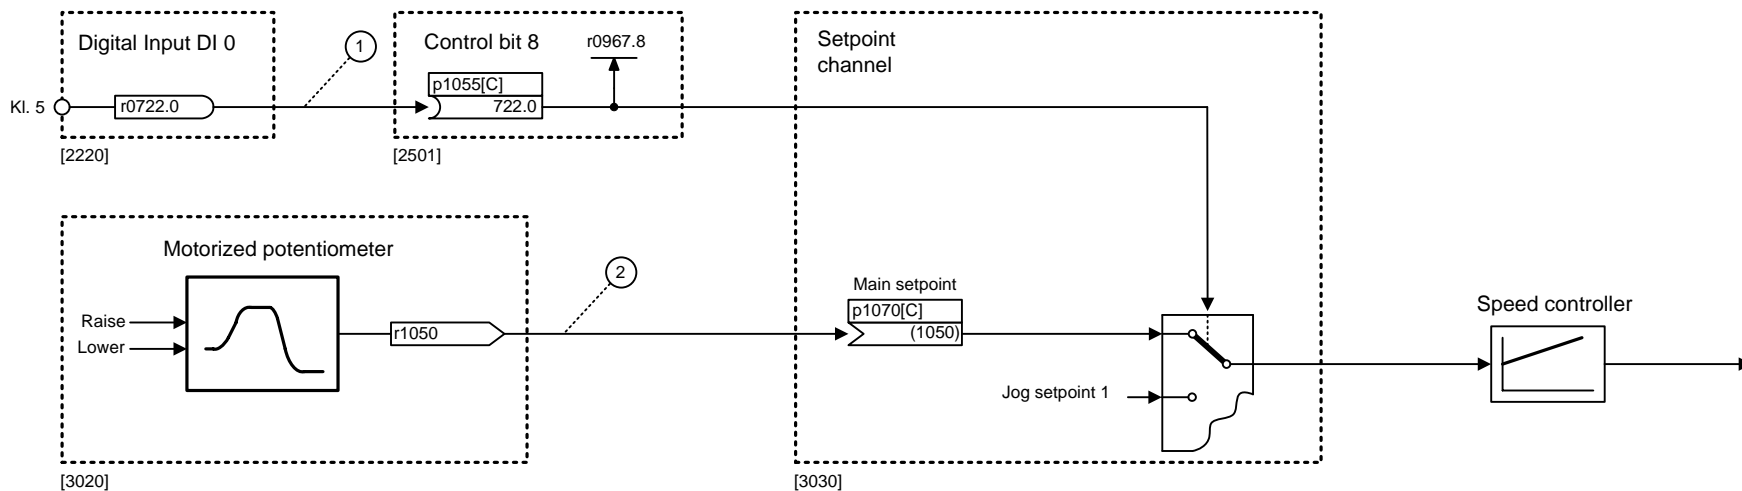 Digital Input DI 0
1
Control bit 8
r0967.8
Setpoint
channel
p1055[C]
Kl. 5
r0722.0
722.0
[2220]
[2501]
Motorized potentiometer
2
Main setpoint
Speed controller
p1070[C]
Raise
r1050
(1050)
Lower
Jog setpoint 1
[3020]
[3030]